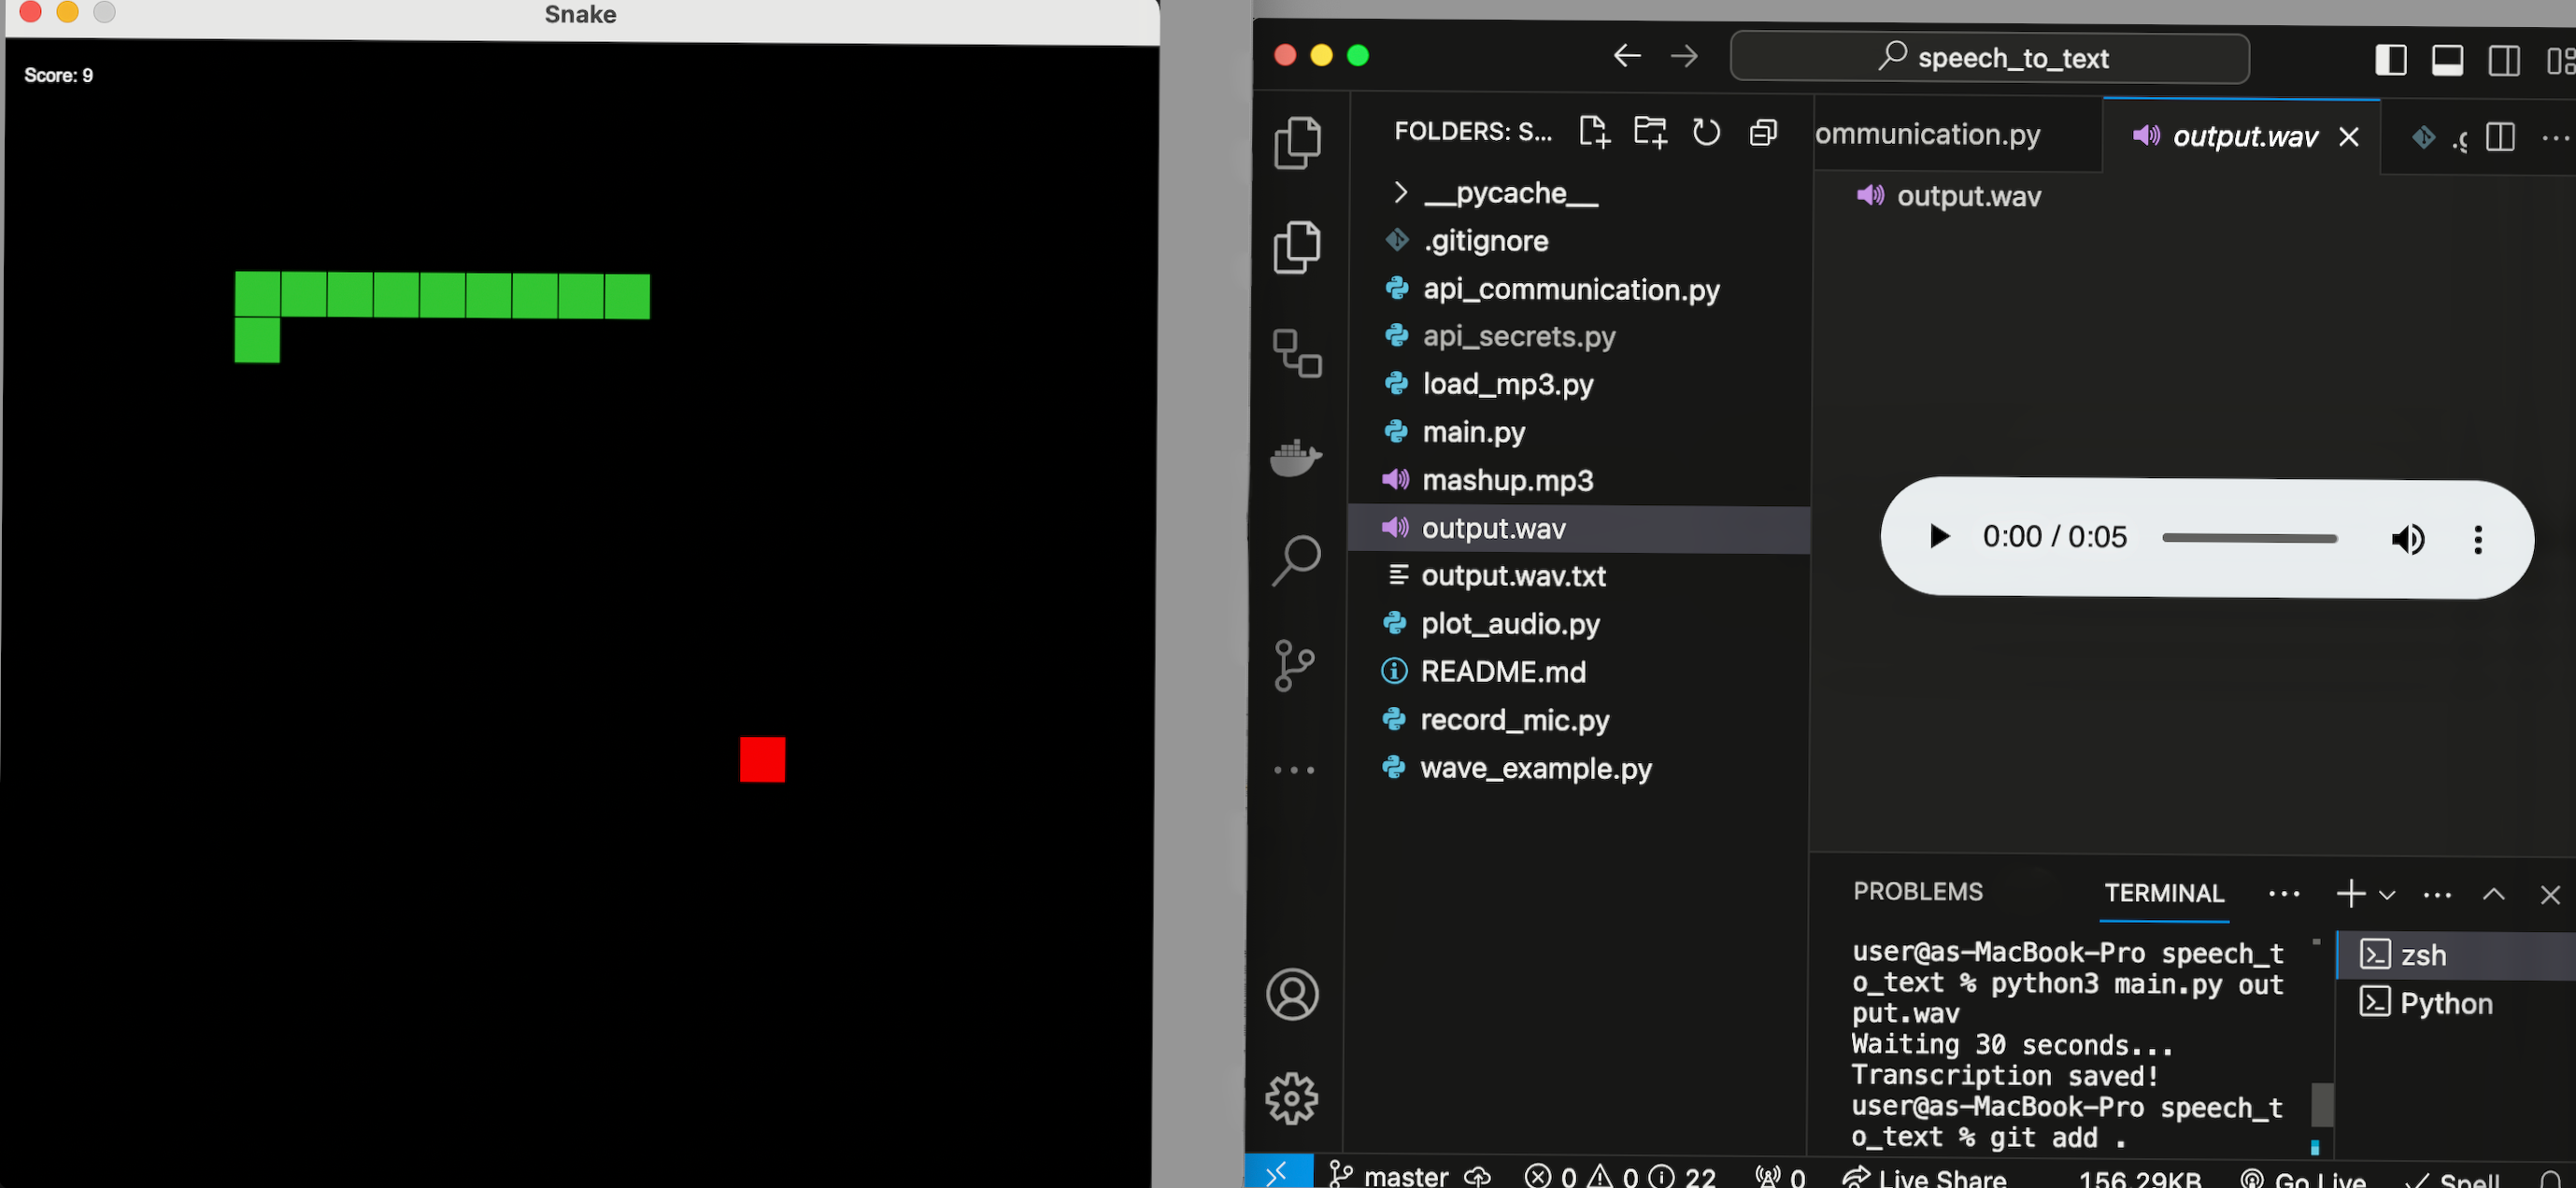 Snake
Score: 9
speech_to_text
FOLDERS: S...
ommunication.py
output.wav
.g
output.wav
__pycache__
.gitignore
api_communication.py
api_secrets.py
load_mp3.py
main.py
mashup.mp3
output.wav
output.wav.txt
plot_audio.py
README.md
record_mic.py
wave_example.py
0:00 / 0:05
PROBLEMS
TERMINAL
user@as-MacBook-Pro speech_t
o_text % python3 main.py out
put.wav
Waiting 30 seconds...
Transcription saved!
user@as-MacBook-Pro speech_t
o_text % git add .
zsh
Python
master
0
0
22
0
Live Share
156.29KB
Go Live
Spell